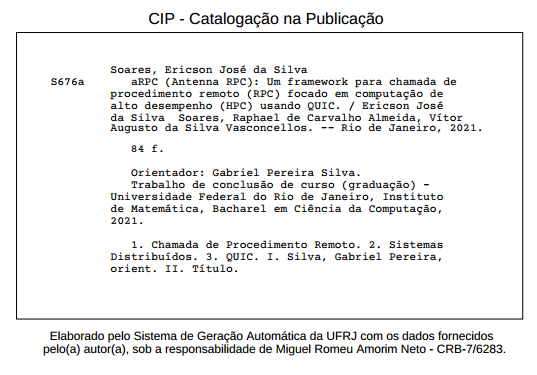 CIP - Catalogação na Publicação
Soares, Ericson José da Silva
S676a aRPC (Antenna RPC): Um framework para chamada de
procedimento remoto (RPC) focado em computação de
alto desempenho (HPC) usando QUIC. / Ericson José
da Silva Soares, Raphael de Carvalho Almeida, Vítor
Augusto da Silva Vasconcellos. -- Rio de Janeiro, 2021.
84 f.
Orientador: Gabriel Pereira Silva.
Trabalho de conclusão de curso (graduação) -
Universidade Federal do Rio de Janeiro, Instituto
de Matemática, Bacharel em Ciência da Computação,
2021.
1. Chamada de Procedimento Remoto. 2. Sistemas
Distribuídos. 3. QUIC. I. Silva, Gabriel Pereira,
orient. II. Título.
Elaborado pelo Sistema de Geração Automática da UFRJ com os dados fornecidos
pelo(a) autor(a), sob a responsabilidade de Miguel Romeu Amorim Neto - CRB-7/6283.